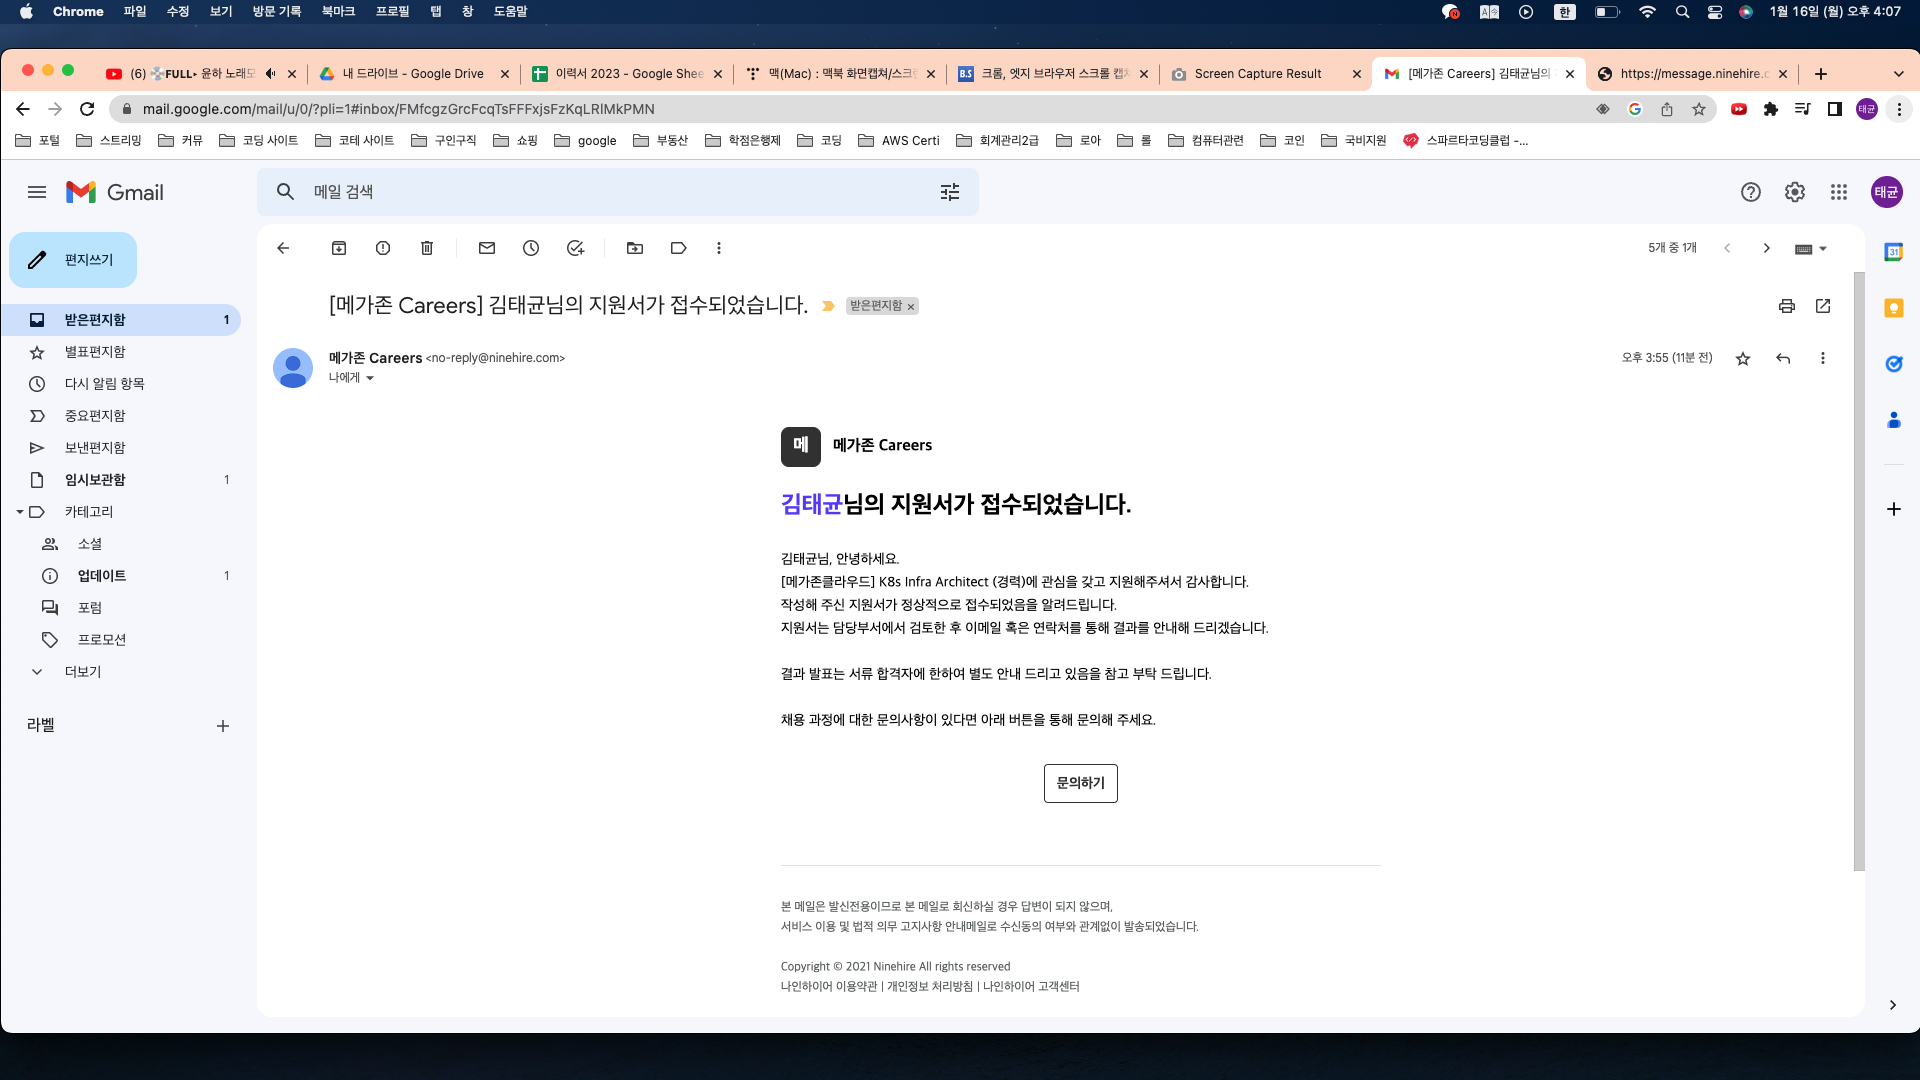 Chrome 파일 수정 보기 방문 기록 북마크 프로필 탭 창 도움말 한 1월 16일 (월) 오후 4:07
(6) FULL 윤하 노래모 내 드라이브 - Google Drive 이력서 2023 - Google Shee 맥(Mac) : 맥북 화면캡쳐/스크린 크롬, 엣지 브라우저 스크롤 캡처 Screen Capture Result [메가존 Careers] 김태균님의 https://message.ninehire.c
mail.google.com/mail/u/0/?pli=1#inbox/FMfcgzGrcFcqTsFFFxjsFzKqLRlMkPMN 태균
포털 스트리밍 커뮤 코딩 사이트 코테 사이트 구인구직 쇼핑 google 부동산 학점은행제 코딩 AWS Certi 회계관리2급 로아 롤 컴퓨터관련 코인 국비지원 스파르타코딩클럽 -...
Gmail 메일 검색 태균
편지쓰기 5개 중 1개
31
[메가존 Careers] 김태균님의 지원서가 접수되었습니다. 받은편지함 ×
받은편지함 1
별표편지함
다시 알림 항목
중요편지함
보낸편지함
임시보관함 1
카테고리
소셜
업데이트 1
포럼
프로모션
더보기
라벨
메가존 Careers <no-reply@ninehire.com> 오후 3:55 (11분 전)
나에게
메 메가존 Careers
김태균님의 지원서가 접수되었습니다.
김태균님, 안녕하세요.
[메가존클라우드] K8s Infra Architect (경력)에 관심을 갖고 지원해주셔서 감사합니다.
작성해 주신 지원서가 정상적으로 접수되었음을 알려드립니다.
지원서는 담당부서에서 검토한 후 이메일 혹은 연락처를 통해 결과를 안내해 드리겠습니다.
결과 발표는 서류 합격자에 한하여 별도 안내 드리고 있음을 참고 부탁 드립니다.
채용 과정에 대한 문의사항이 있다면 아래 버튼을 통해 문의해 주세요.
문의하기
본 메일은 발신전용이므로 본 메일로 회신하실 경우 답변이 되지 않으며,
서비스 이용 및 법적 의무 고지사항 안내메일로 수신동의 여부와 관계없이 발송되었습니다.
Copyright © 2021 Ninehire All rights reserved
나인하이어 이용약관 | 개인정보 처리방침 | 나인하이어 고객센터